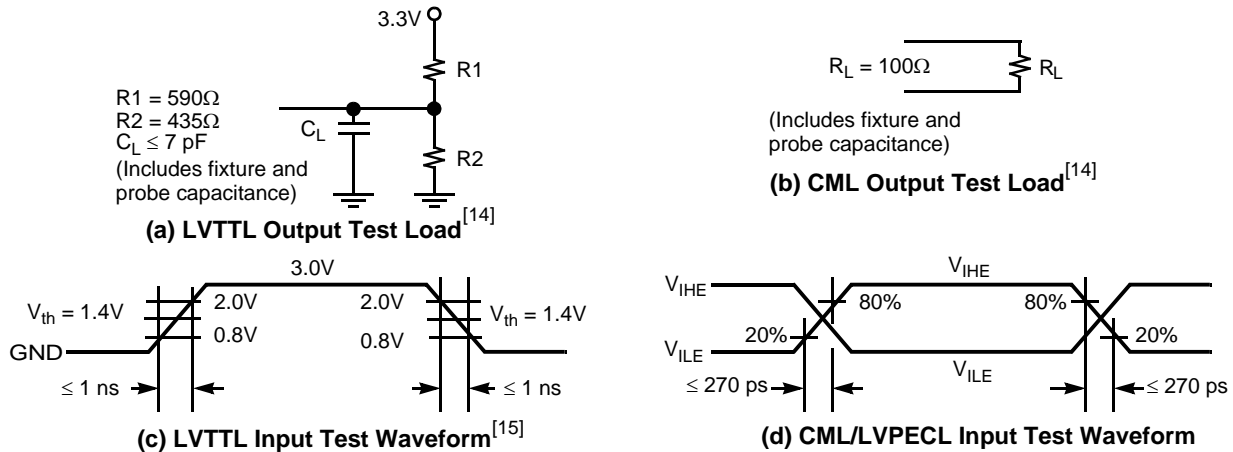 3.3V
R1
R1 = 590Ω
R2 = 435Ω
C_L ≤ 7 pF
(Includes fixture and
probe capacitance)
C_L
R2
(a) LVTTL Output Test Load[14]
R_L = 100Ω
R_L
(Includes fixture and
probe capacitance)
(b) CML Output Test Load[14]
3.0V
V_th = 1.4V
2.0V
0.8V
2.0V
0.8V
V_th = 1.4V
GND
≤ 1 ns
≤ 1 ns
(c) LVTTL Input Test Waveform[15]
V_IHE
V_IHE
80%
80%
20%
20%
V_ILE
V_ILE
≤ 270 ps
≤ 270 ps
(d) CML/LVPECL Input Test Waveform